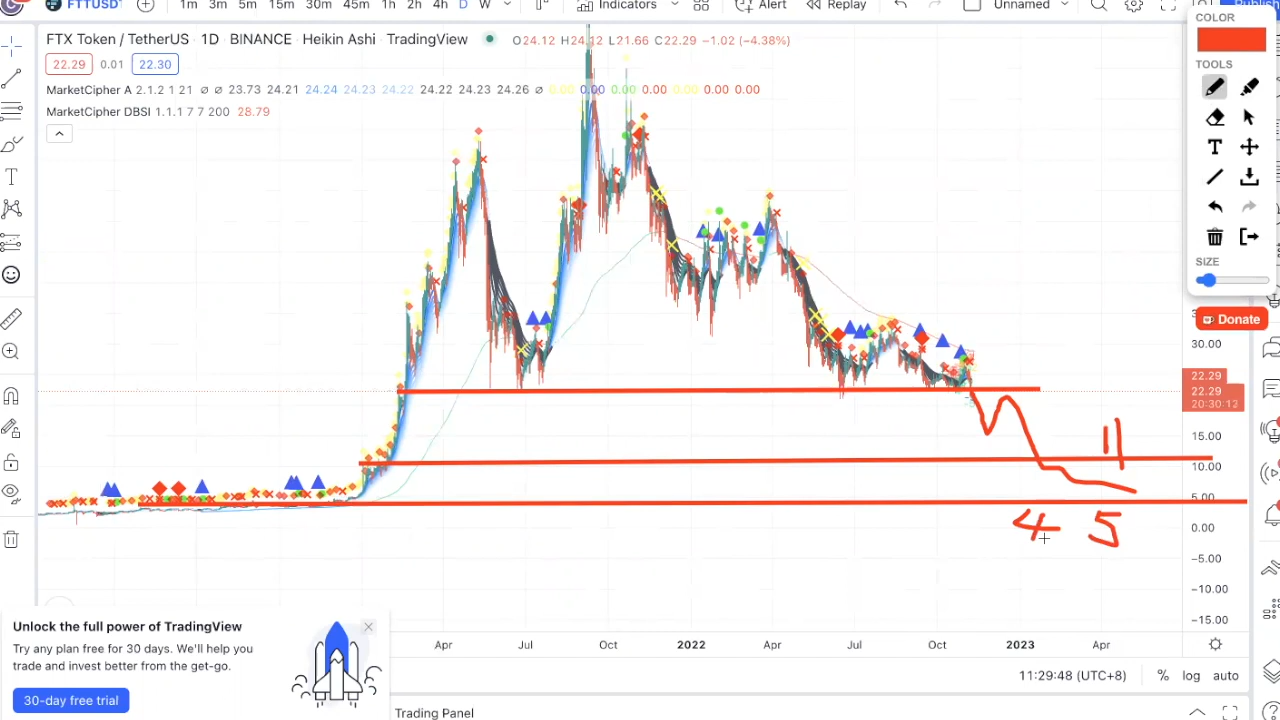 FTTUSDT 1m 3m 5m 15m 30m 45m 1h 2h 4h D W Indicators Alert Replay Unnamed Publish
FTX Token / TetherUS · 1D · BINANCE · Heikin Ashi · TradingView O24.12 H24.12 L21.66 C22.29 −1.02 (−4.38%)
22.29 0.01 22.30
MarketCipher A 2.1.2 1 21 ∅ ∅ 23.73 24.21 24.24 24.23 24.22 24.22 24.23 24.26 ∅ 0.00 0.00 0.00 0.00 0.00 0.00 0.00
MarketCipher DBSI 1.1.1 7 7 200 28.79
COLOR
TOOLS
T
SIZE
Donate
30.00
22.29
22.29
20:30:12
15.00
10.00
5.00
0.00
−5.00
−10.00
−15.00
11
4 5
Apr Jul Oct 2022 Apr Jul Oct 2023 Apr
11:29:48 (UTC+8) % log auto
Unlock the full power of TradingView
Try any plan free for 30 days. We'll help you
trade and invest better from the get-go.
30-day free trial
Trading Panel